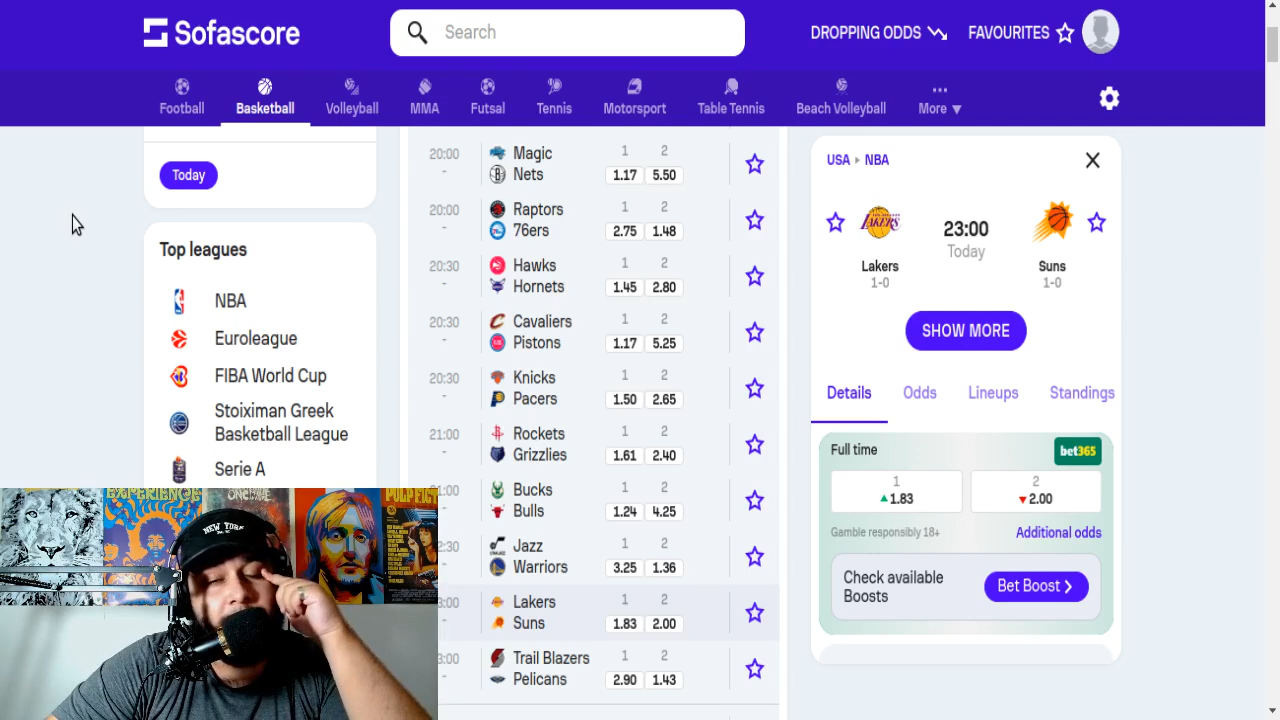 Sofascore
Search
DROPPING ODDS
FAVOURITES
Football
Basketball
Volleyball
MMA
Futsal
Tennis
Motorsport
Table Tennis
Beach Volleyball
More
Today
Top leagues
NBA
Euroleague
FIBA World Cup
Stoiximan Greek
Basketball League
Serie A
20:00 Magic 1 2
- Nets 1.17 5.50
20:00 Raptors 1 2
- 76ers 2.75 1.48
20:30 Hawks 1 2
- Hornets 1.45 2.80
20:30 Cavaliers 1 2
- Pistons 1.17 5.25
20:30 Knicks 1 2
- Pacers 1.50 2.65
21:00 Rockets 1 2
- Grizzlies 1.61 2.40
Bucks 1 2
Bulls 1.24 4.25
Jazz 1 2
Warriors 3.25 1.36
Lakers 1 2
Suns 1.83 2.00
Trail Blazers 1 2
Pelicans 2.90 1.43
USA NBA
LAKERS
23:00
Today
Lakers
1-0
Suns
1-0
SHOW MORE
Details
Odds
Lineups
Standings
Full time
bet365
1
1.83
2
2.00
Gamble responsibly 18+
Additional odds
Check available
Boosts
Bet Boost
EXPERIENCE
PULP FICT
NEW YORK